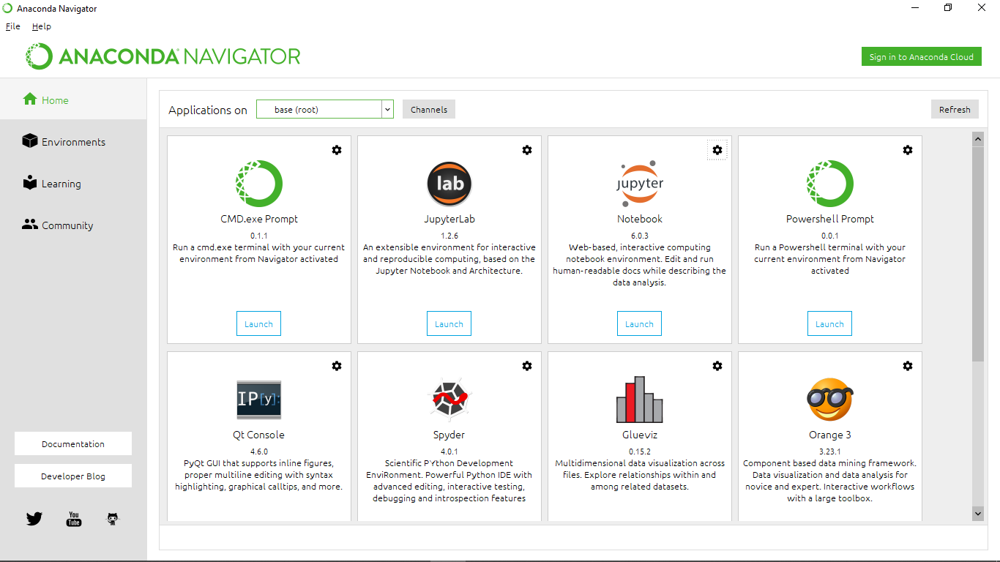 Anaconda Navigator
File Help
ANACONDA NAVIGATOR
Sign in to Anaconda Cloud
Home
Environments
Learning
Community
Documentation
Developer Blog
You
Tube
Applications on base (root) Channels Refresh
CMD.exe Prompt
0.1.1
Run a cmd.exe terminal with your current
environment from Navigator activated
Launch
lab
JupyterLab
1.2.6
An extensible environment for interactive
and reproducible computing, based on the
Jupyter Notebook and Architecture.
Launch
jupyter
Notebook
6.0.3
Web-based, interactive computing
notebook environment. Edit and run
human-readable docs while describing the
data analysis.
Launch
Powershell Prompt
0.0.1
Run a Powershell terminal with your
current environment from Navigator
activated
Launch
IP[y]:
Qt Console
4.6.0
PyQt GUI that supports inline figures,
proper multiline editing with syntax
highlighting, graphical calltips, and more.
Spyder
4.0.1
Scientific PYthon Development
EnviRonment. Powerful Python IDE with
advanced editing, interactive testing,
debugging and introspection features
Glueviz
0.15.2
Multidimensional data visualization across
files. Explore relationships within and
among related datasets.
Orange 3
3.23.1
Component based data mining framework.
Data visualization and data analysis for
novice and expert. Interactive workflows
with a large toolbox.